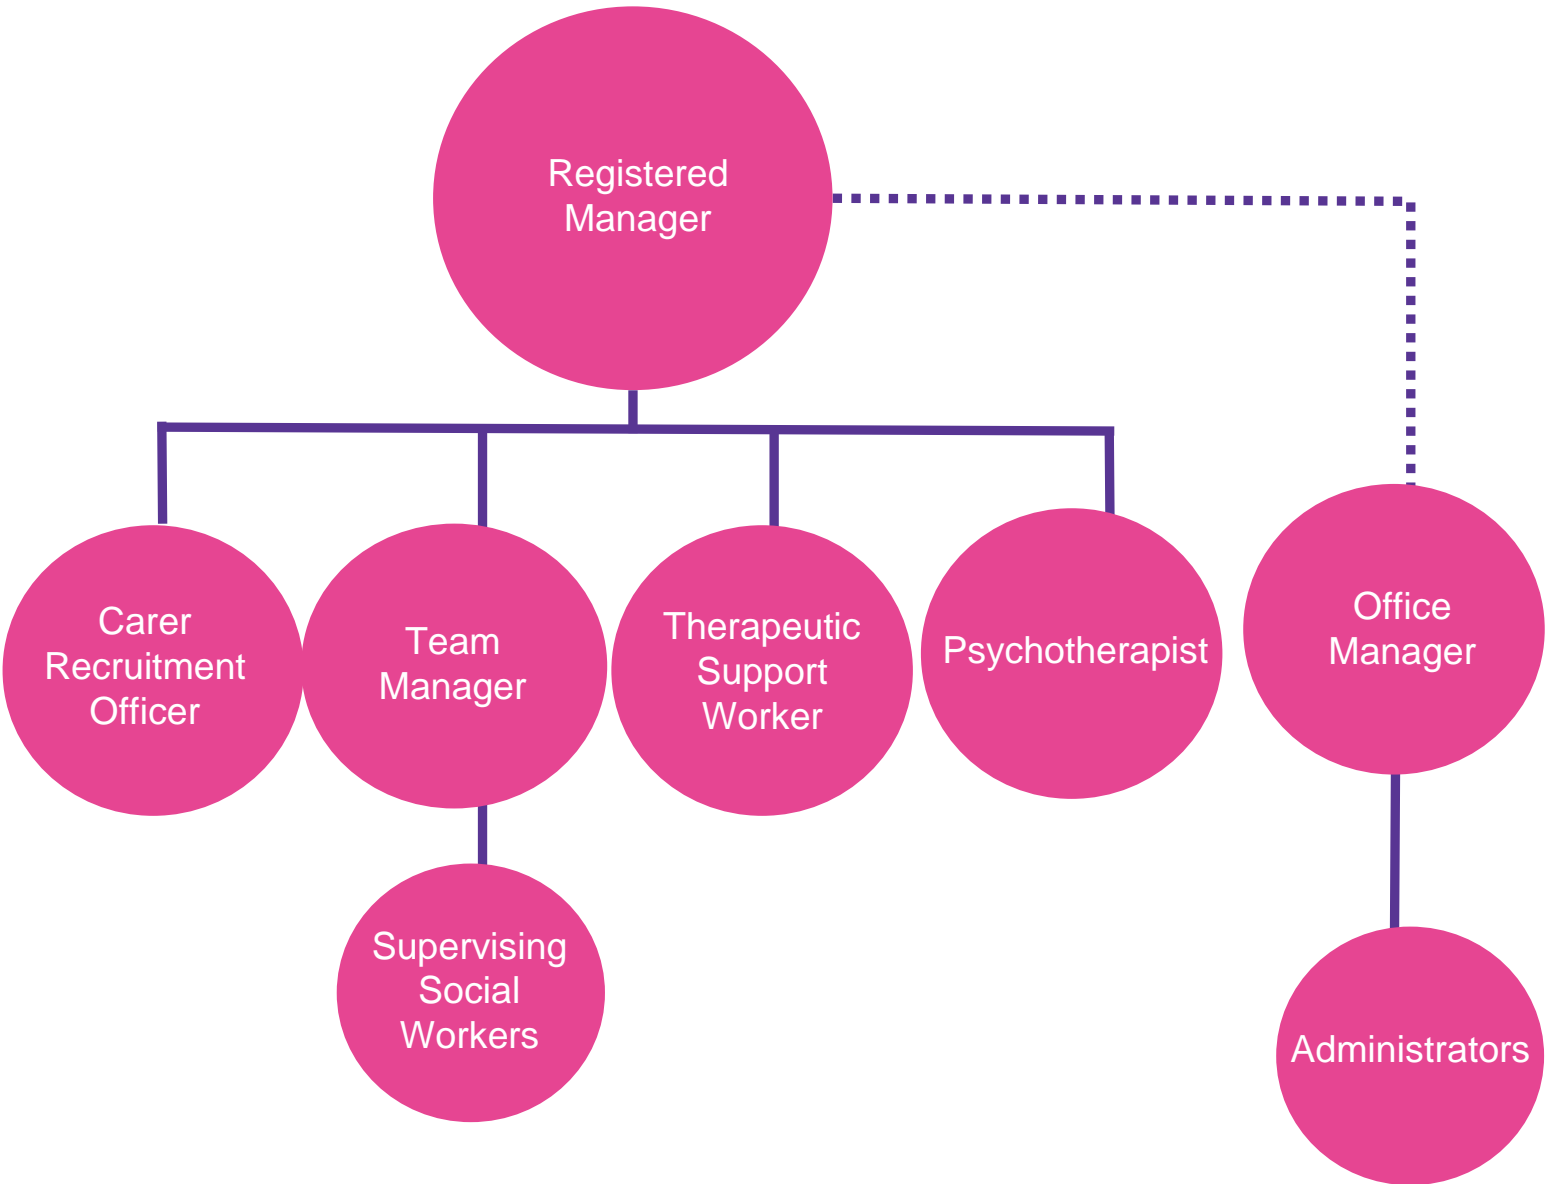 Registered
Manager
Carer
Recruitment
Officer
Team
Manager
Therapeutic
Support
Worker
Psychotherapist
Office
Manager
Supervising
Social
Workers
Administrators